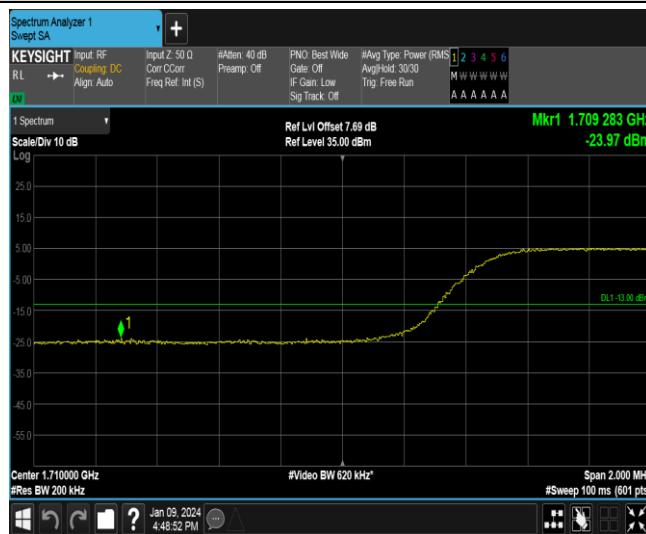 Spectrum Analyzer 1
Swept SA
+
KEYSIGHT Input: RF Input Z: 50 Ω #Atten: 40 dB PNO: Best Wide #Avg Type: Power (RMS 1 2 3 4 5 6
RL Coupling: DC Corr CCorr Preamp: Off Gate: Off Avg|Hold: 30/30 M W W W W W
Align: Auto Freq Ref: Int (S) IF Gain: Low Trig: Free Run
Sig Track: Off A A A A A A
1 Spectrum Ref Lvl Offset 7.69 dB Mkr1 1.709 283 GHz
Scale/Div 10 dB Ref Level 35.00 dBm -23.97 dBm
Log
25.0
15.0
5.00
-5.00
DL1 -13.00 dBm
-15.0
1
-25.0
-35.0
-45.0
-55.0
Center 1.710000 GHz #Video BW 620 kHz* Span 2.000 MH
#Res BW 200 kHz #Sweep 100 ms (601 pts
? Jan 09, 2024
4:48:52 PM